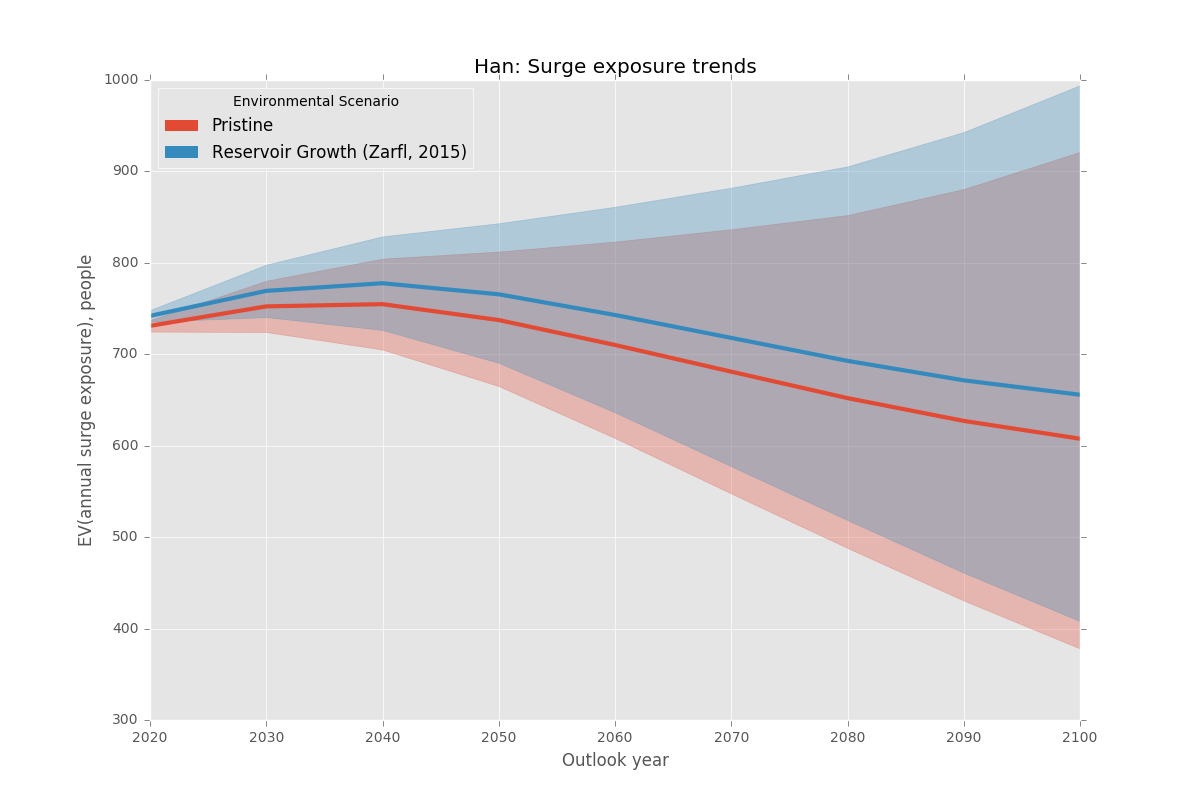 Han: Surge exposure trends
Environmental Scenario
Pristine
Reservoir Growth (Zarfl, 2015)
EV(annual surge exposure), people
1000
900
800
700
600
500
400
300
2020 2030 2040 2050 2060 2070 2080 2090 2100
Outlook year